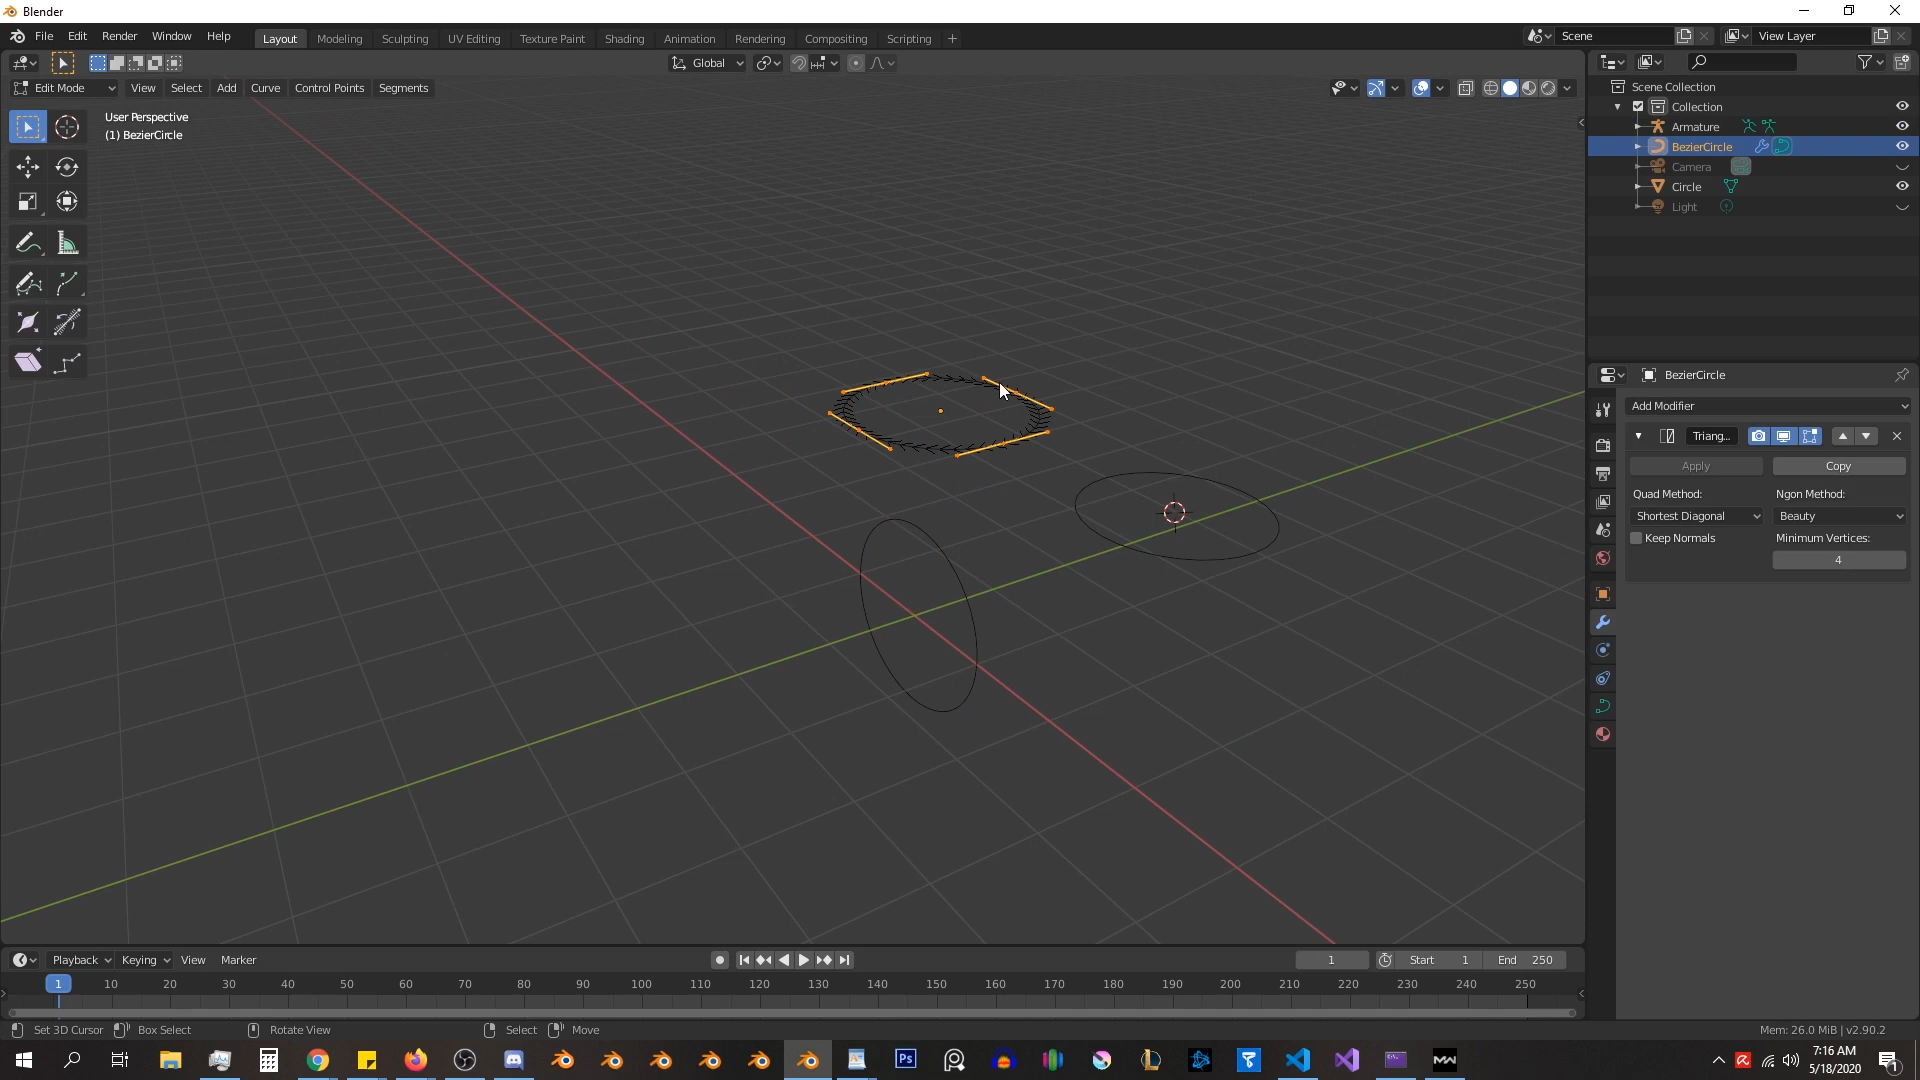 Blender
File Edit Render Window Help
Layout Modeling Sculpting UV Editing Texture Paint Shading Animation Rendering Compositing Scripting +
Scene
View Layer
Global
Edit Mode View Select Add Curve Control Points Segments
User Perspective
(1) BezierCircle
Scene Collection
Collection
Armature
BezierCircle
Camera
Circle
Light
BezierCircle
Add Modifier
Triang...
Apply Copy
Quad Method: Ngon Method:
Shortest Diagonal Beauty
Keep Normals Minimum Vertices:
4
Playback Keying View Marker
1 Start 1 End 250
1 10 20 30 40 50 60 70 80 90 100 110 120 130 140 150 160 170 180 190 200 210 220 230 240 250
Set 3D Cursor Box Select Rotate View Select Move
Mem: 26.0 MiB | v2.90.2
Ps
7:16 AM
5/18/2020
1